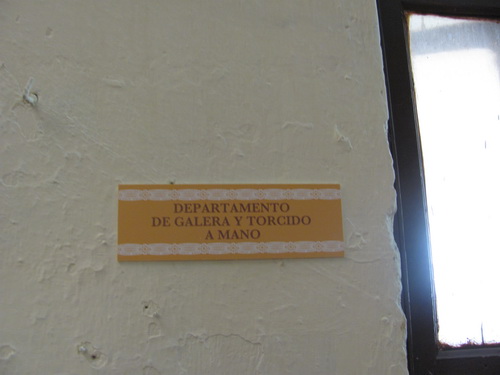 DEPARTAMENTO
DE GALERA Y TORCIDO
A MANO